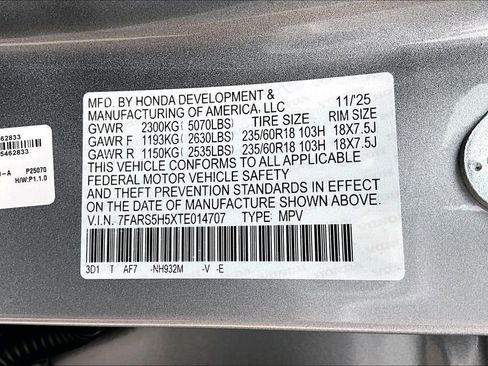 MFD. BY HONDA DEVELOPMENT &
MANUFACTURING OF AMERICA, LLC 11/'25
GVWR 2300KG( 5070LBS) TIRE SIZE RIM SIZE
GAWR F 1193KG( 2630LBS) 235/60R18 103H 18X7.5J
GAWR R 1150KG( 2535LBS) 235/60R18 103H 18X7.5J
THIS VEHICLE CONFORMS TO ALL APPLICABLE
FEDERAL MOTOR VEHICLE SAFETY
AND THEFT PREVENTION STANDARDS IN EFFECT
ON THE DATE OF MANUFACTURE SHOWN ABOVE.
V.I.N. 7FARS5H5XTE014707 TYPE: MPV
3D1 T AF7 -NH932M -V -E
462833
5462833
-A P25070
H/W:P1.1.0